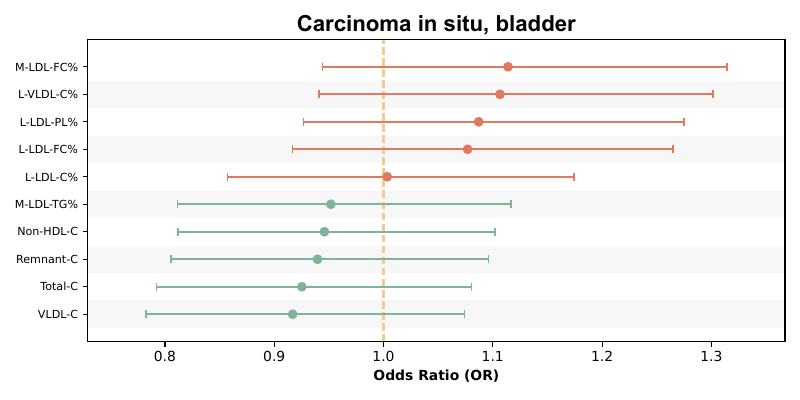 Carcinoma in situ, bladder
M-LDL-FC%
L-VLDL-C%
L-LDL-PL%
L-LDL-FC%
L-LDL-C%
M-LDL-TG%
Non-HDL-C
Remnant-C
Total-C
VLDL-C
0.8 0.9 1.0 1.1 1.2 1.3
Odds Ratio (OR)